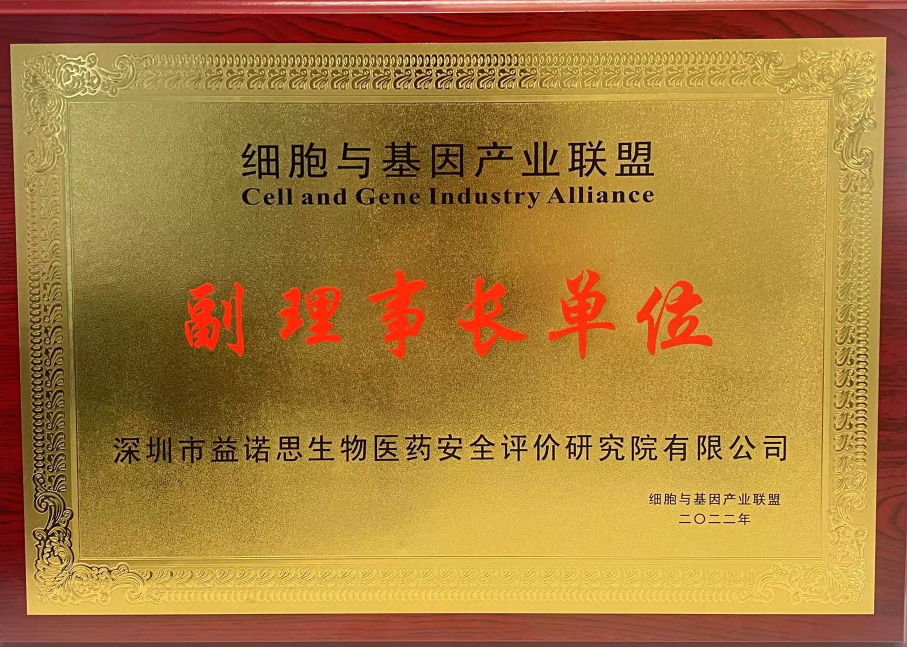 细胞与基因产业联盟
Cell and Gene Industry Alliance
副理事长单位
深圳市益诺思生物医药安全评价研究院有限公司
细胞与基因产业联盟
二〇二二年